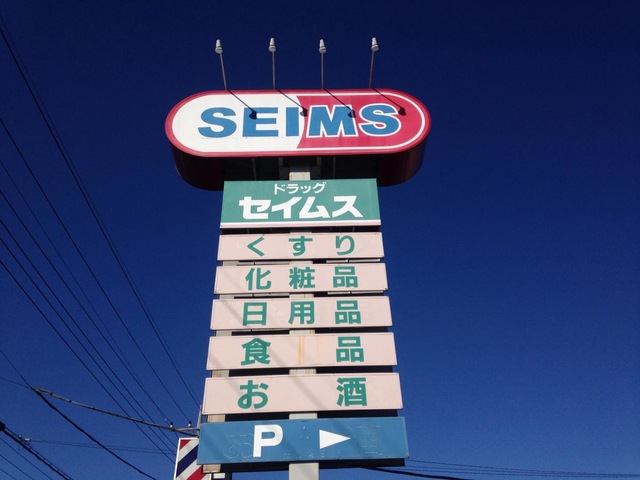 SEIMS
ドラッグ
セイムス
くすり
化粧品
日用品
食品
お酒
P